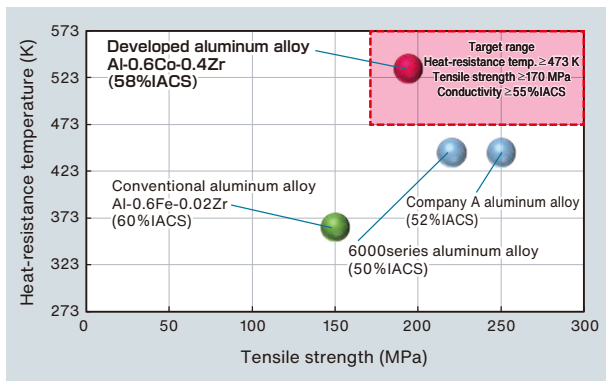 Heat-resistance temperature (K)
573
523
473
423
373
323
273
Developed aluminum alloy
Al-0.6Co-0.4Zr
(58%IACS)
Target range
Heat-resistance temp.≥473 K
Tensile strength≥170 MPa
Conductivity≥55%IACS
Conventional aluminum alloy
Al-0.6Fe-0.02Zr
(60%IACS)
Company A aluminum alloy
(52%IACS)
6000series aluminum alloy
(50%IACS)
0
50
100
150
200
250
300
Tensile strength (MPa)